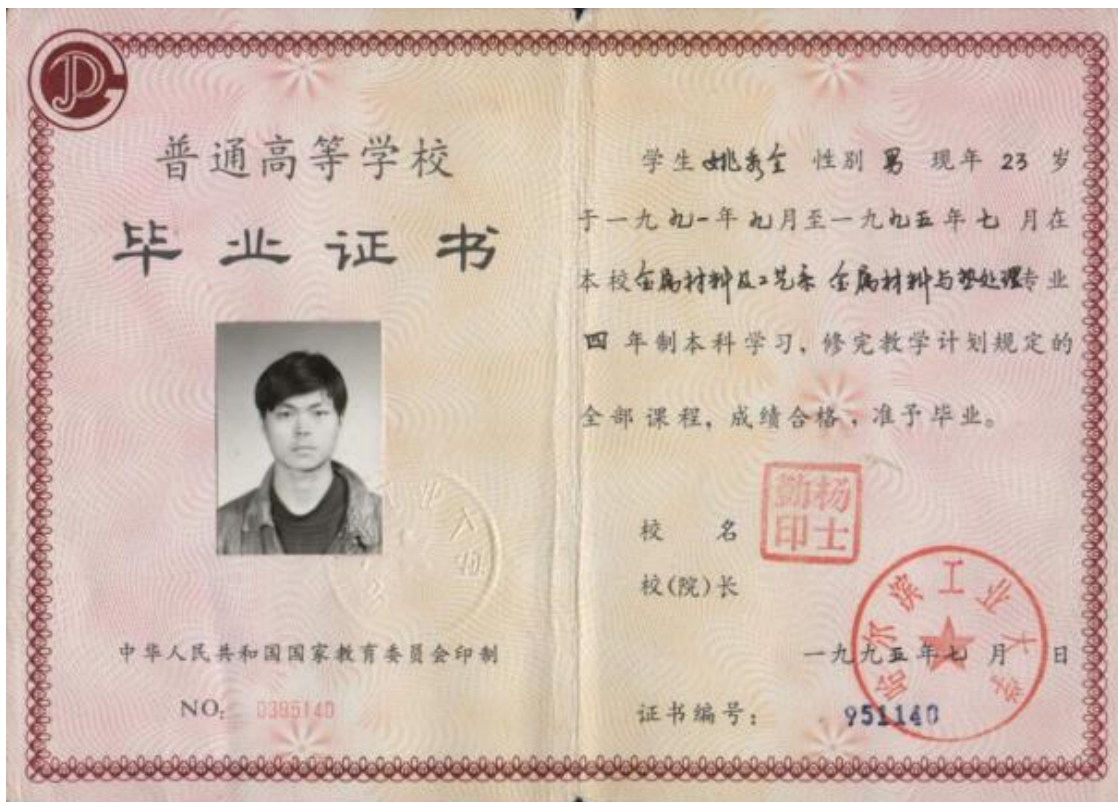 普通高等学校
毕业证书
中华人民共和国国家教育委员会印制
NO: 0395140
学生姚秀全 性别 男 现年 23 岁
于一九九一年九月至一九九五年七 月在
本校金属材料及工艺系 金属材料与热处理专业
四 年制本科学习, 修完教学计划规定的
全部课程, 成绩合格, 准予毕业。
杨士勤印
校 名
校(院)长
哈尔滨工业大学
一九九五年七 月 日
证书编号: 951140